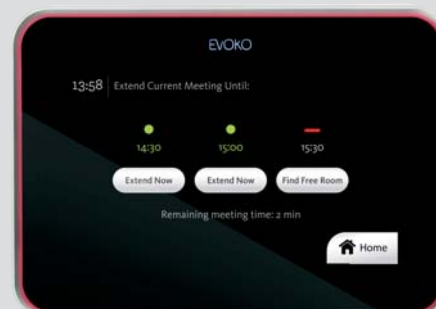 EVOKO
13:58 Extend Current Meeting Until:
14:30 15:00 15:30
Extend Now Extend Now Find Free Room
Remaining meeting time: 2 min
Home